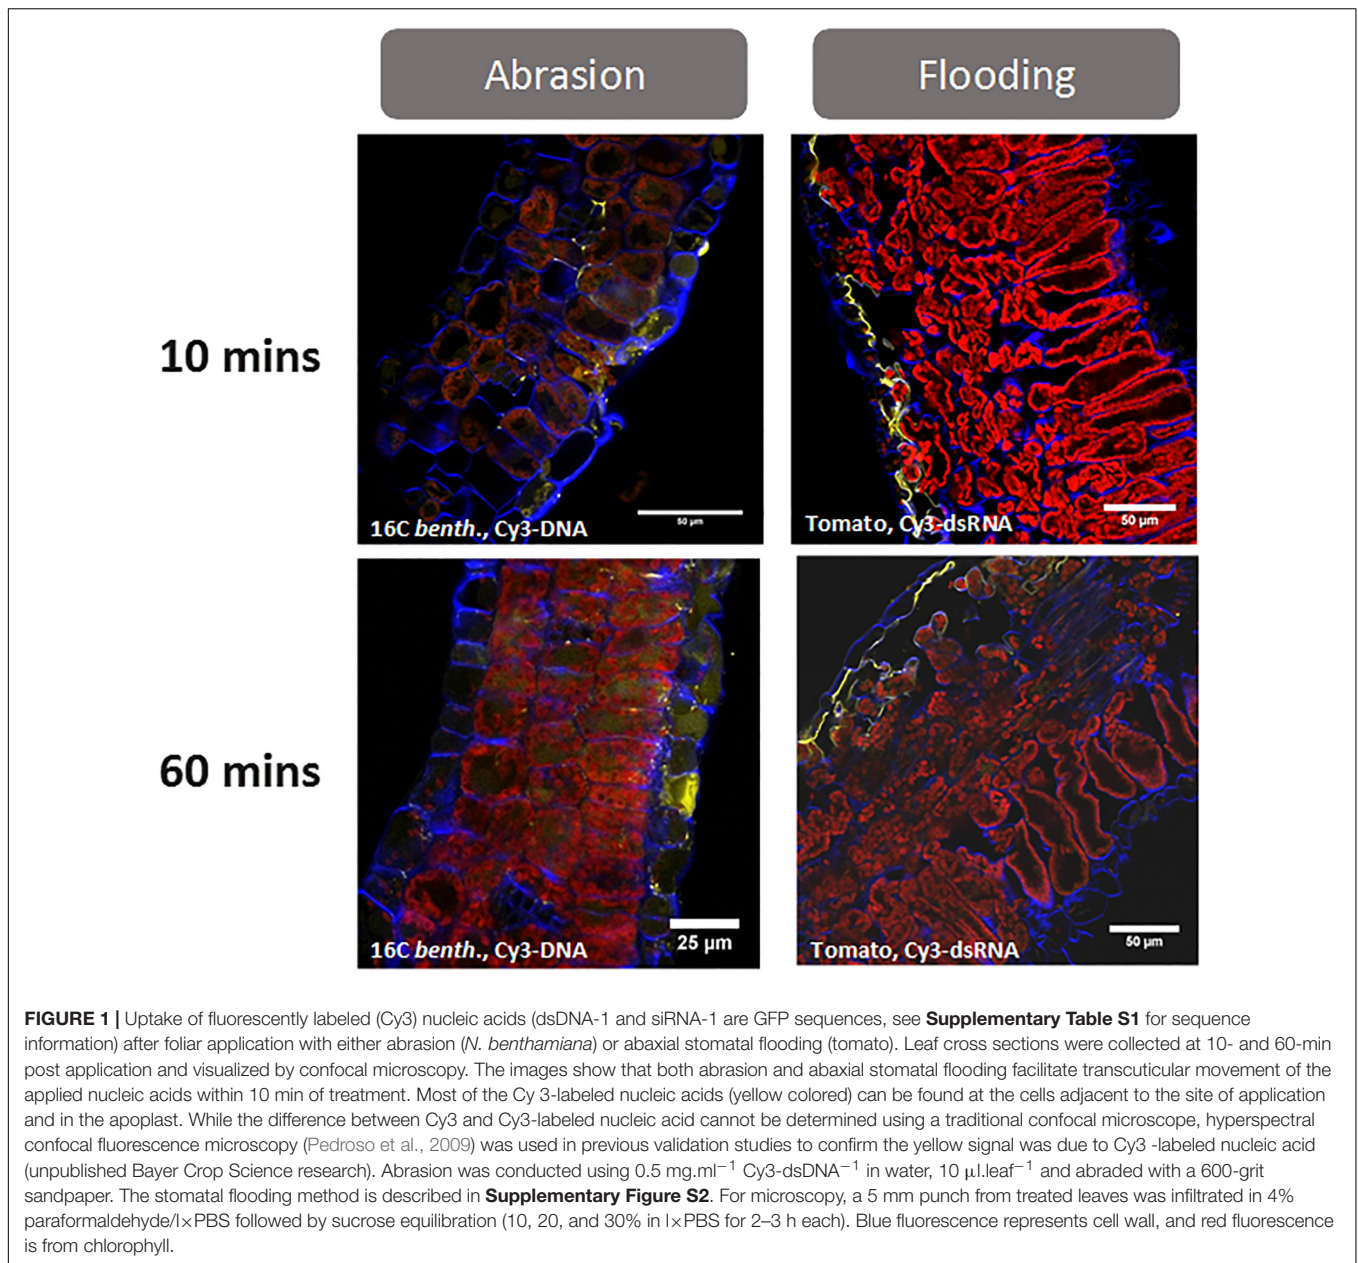 Abrasion
Flooding
10 mins
50 µm
16C benth., Cy3-DNA
50 µm
Tomato, Cy3-dsRNA
60 mins
25 µm
16C benth., Cy3-DNA
50 µm
Tomato, Cy3-dsRNA
FIGURE 1 | Uptake of fluorescently labeled (Cy3) nucleic acids (dsDNA-1 and siRNA-1 are GFP sequences, see Supplementary Table S1 for sequence
information) after foliar application with either abrasion (N. benthamiana) or abaxial stomatal flooding (tomato). Leaf cross sections were collected at 10- and 60-min
post application and visualized by confocal microscopy. The images show that both abrasion and abaxial stomatal flooding facilitate transcuticular movement of the
applied nucleic acids within 10 min of treatment. Most of the Cy 3-labeled nucleic acids (yellow colored) can be found at the cells adjacent to the site of application
and in the apoplast. While the difference between Cy3 and Cy3-labeled nucleic acid cannot be determined using a traditional confocal microscope, hyperspectral
confocal fluorescence microscopy (Pedroso et al., 2009) was used in previous validation studies to confirm the yellow signal was due to Cy3 -labeled nucleic acid
(unpublished Bayer Crop Science research). Abrasion was conducted using 0.5 mg.ml⁻¹ Cy3-dsDNA⁻¹ in water, 10 µl.leaf⁻¹ and abraded with a 600-grit
sandpaper. The stomatal flooding method is described in Supplementary Figure S2. For microscopy, a 5 mm punch from treated leaves was infiltrated in 4%
paraformaldehyde/l×PBS followed by sucrose equilibration (10, 20, and 30% in l×PBS for 2–3 h each). Blue fluorescence represents cell wall, and red fluorescence
is from chlorophyll.